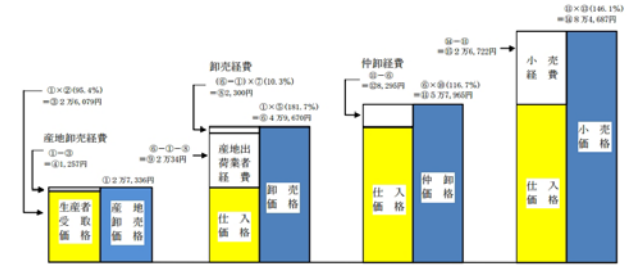 ①×②(95.4%)
=③2万6,079円
産地卸売経費
①−③
=④1,257円
①2万7,336円
生産者
受取
価格
産地
卸売
価格
卸売経費
(⑥−①)×⑦(10.3%)
=⑧2,300円
①×⑤(181.7%)
=⑥4万9,670円
⑥−①−⑧
=⑨2万34円
産地出
荷業者
経費
仕入
価格
卸売
価格
仲卸経費
⑪−⑥
=⑫8,295円
⑥×⑩(116.7%)
=⑪5万7,965円
仕入
価格
仲卸
価格
⑪×⑬(146.1%)
=⑭8万4,687円
⑭−⑪
=⑮2万6,722円
小売
経費
仕入
価格
小売
価格